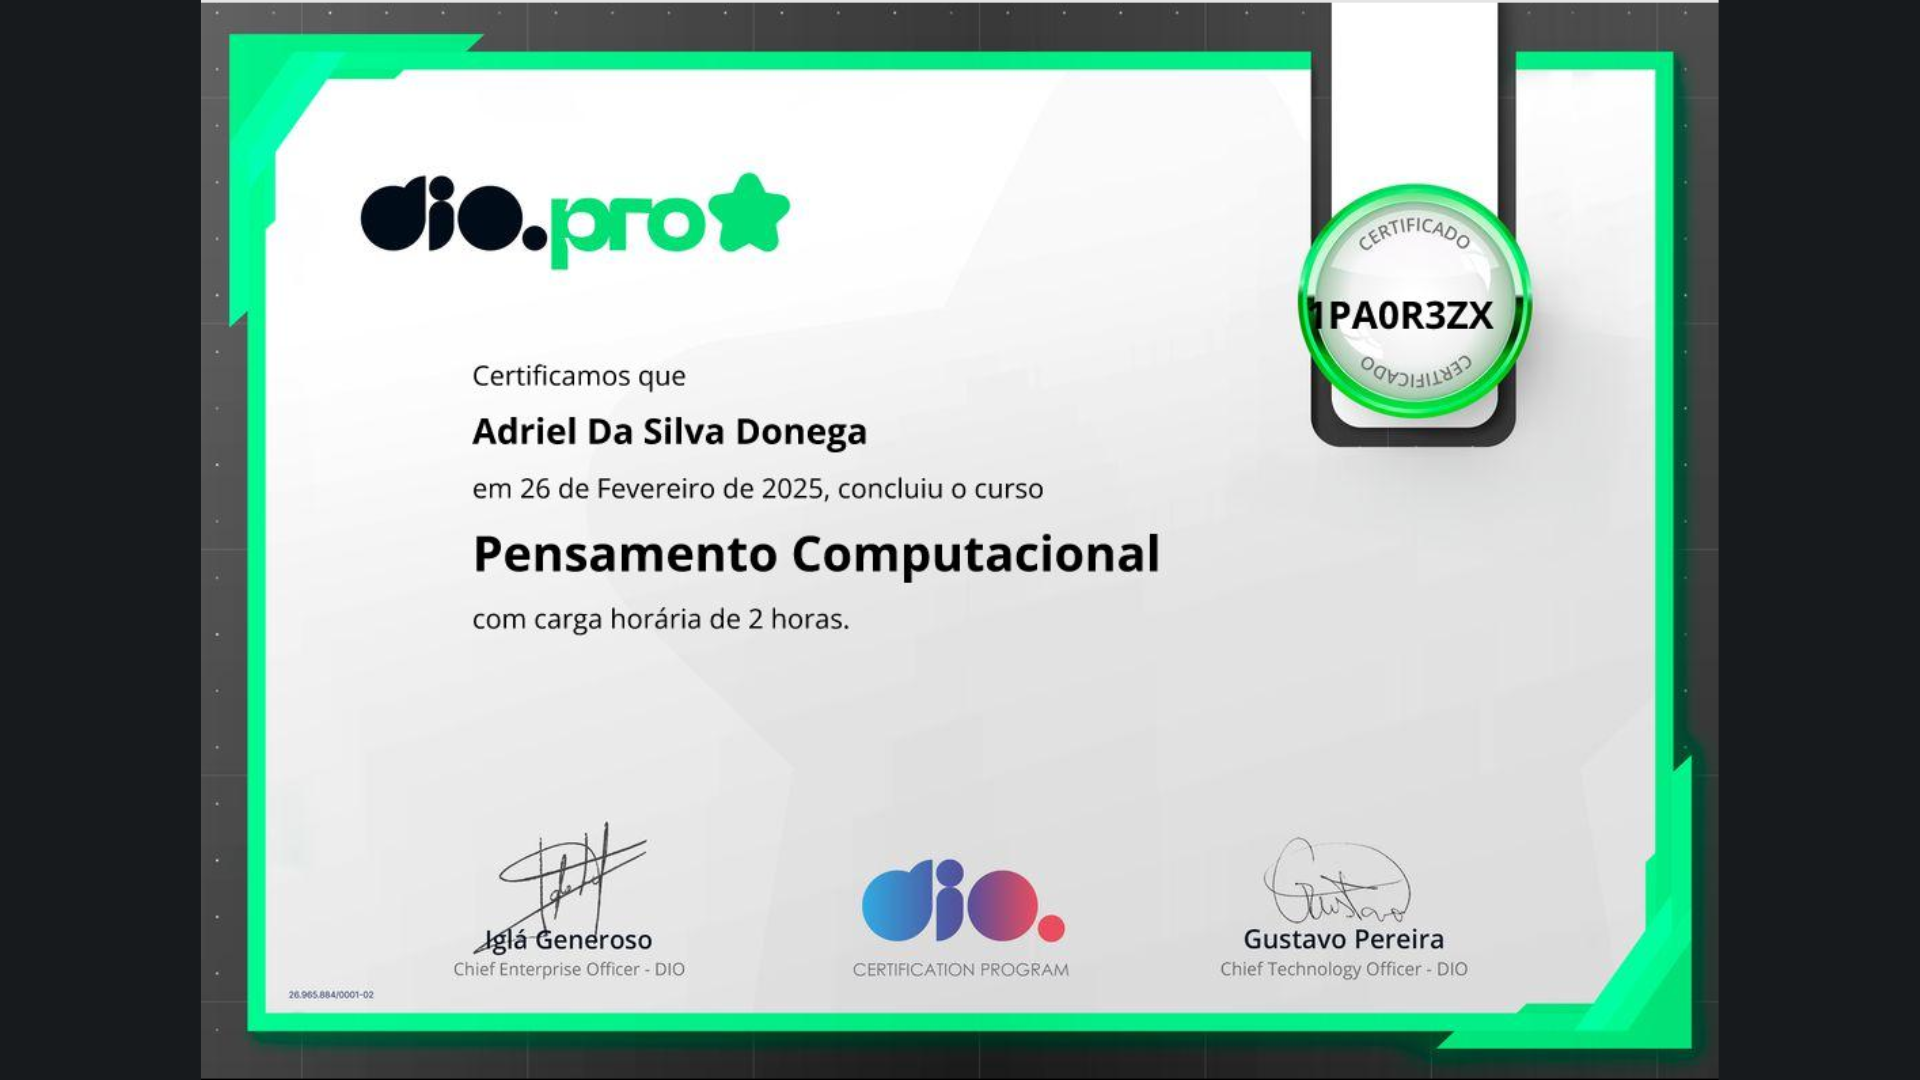 dio.pro
CERTIFICADO
1PA0R3ZX
CERTIFICADO
Certificamos que
Adriel Da Silva Donega
em 26 de Fevereiro de 2025, concluiu o curso
Pensamento Computacional
com carga horária de 2 horas.
Iglá Generoso
Chief Enterprise Officer - DIO
dio.
CERTIFICATION PROGRAM
Gustavo
Gustavo Pereira
Chief Technology Officer - DIO
26.965.884/0001-02